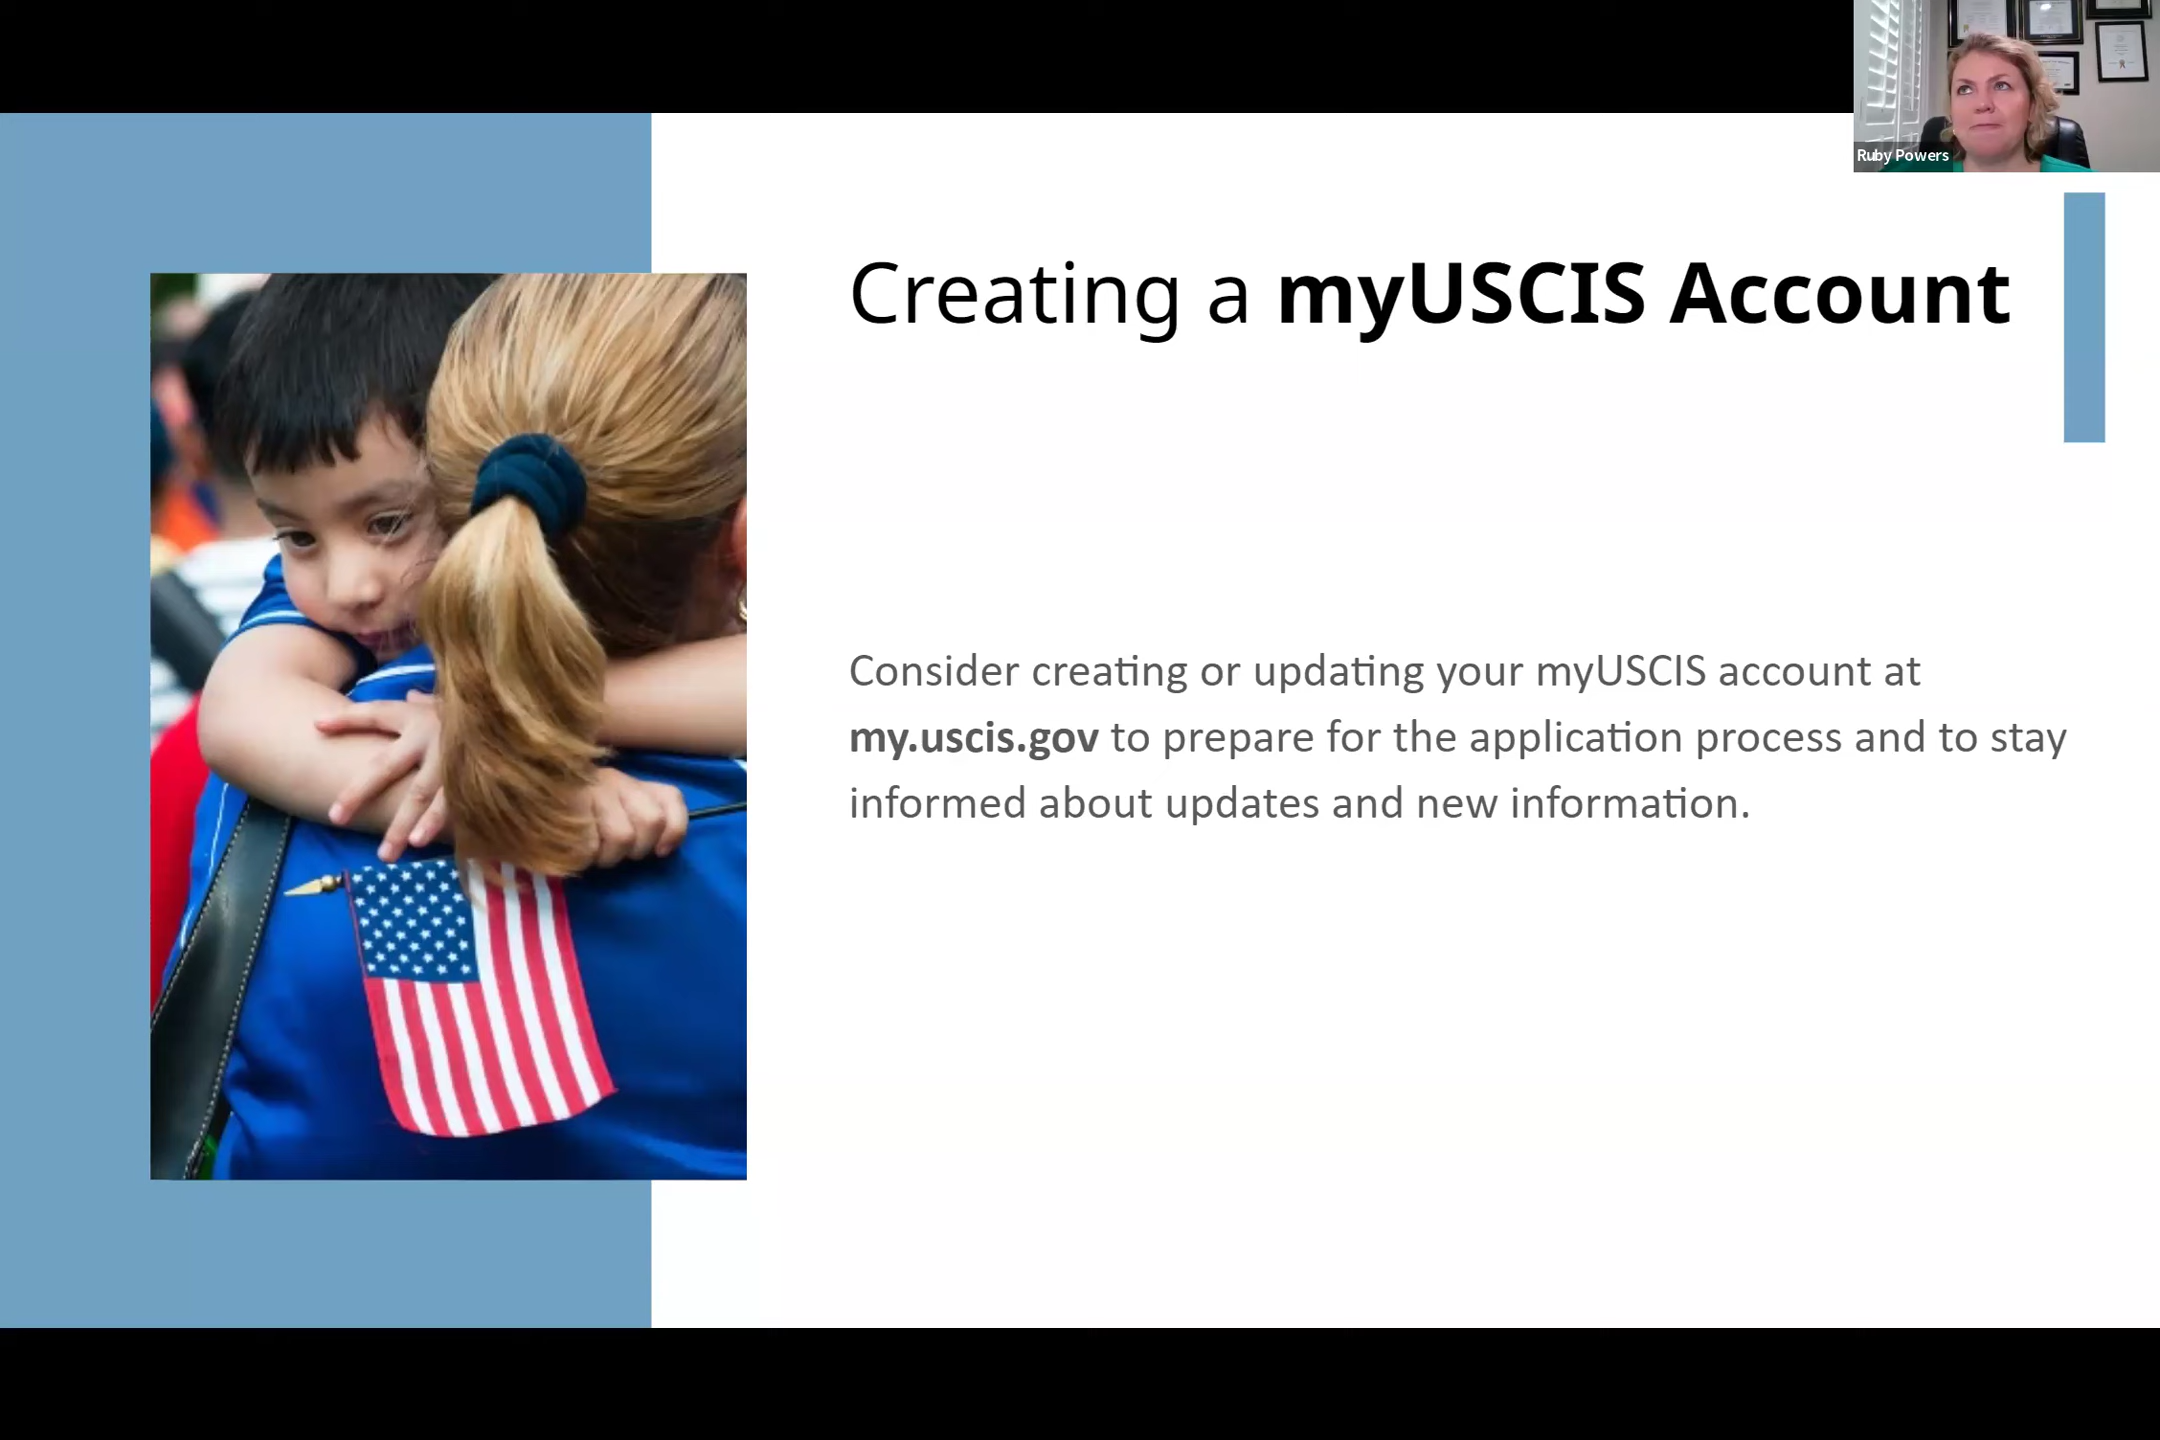 Ruby Powers
Creating a myUSCIS Account
Consider creating or updating your myUSCIS account at
my.uscis.gov to prepare for the application process and to stay
informed about updates and new information.